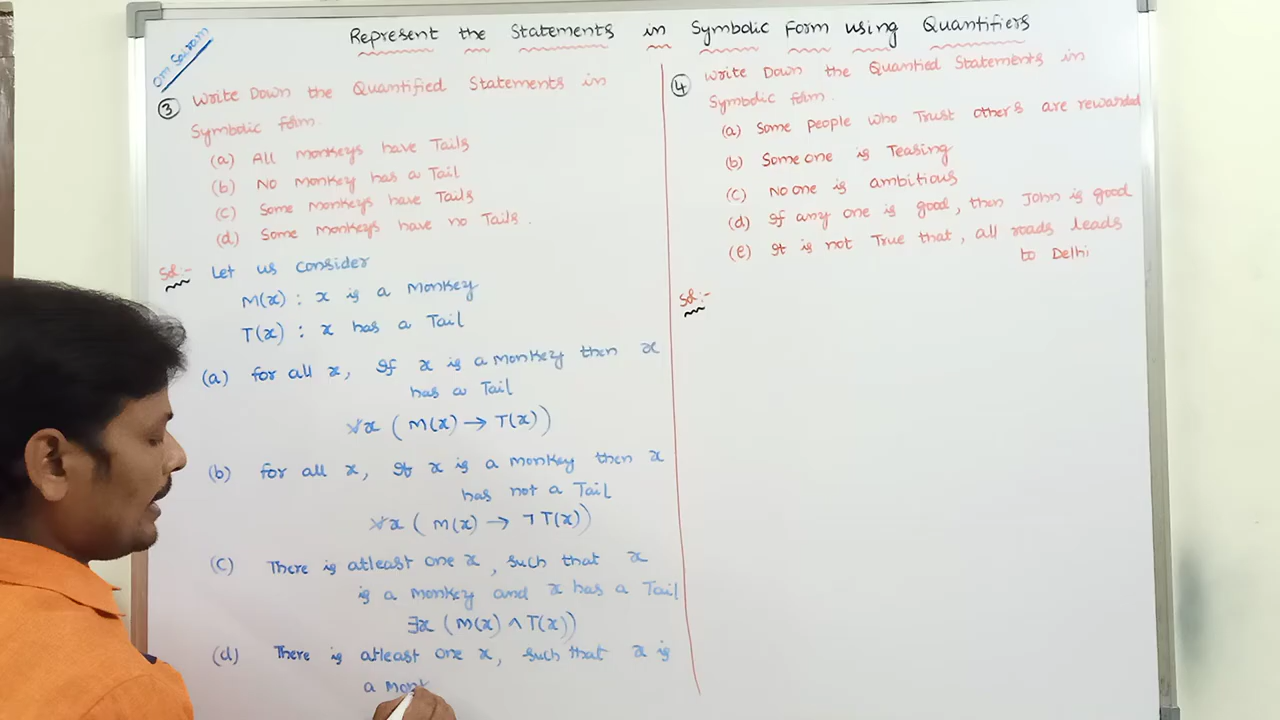 Represent the Statements in Symbolic Form using Quantifiers
Om Sairam
③ Write Down the Quantified Statements in
Symbolic form.
(a) All monkeys have Tails
(b) No Monkey has a Tail
(c) Some Monkeys have Tails
(d) Some Monkeys have no Tails.
Sol:- Let us consider
M(x) : x is a Monkey
T(x) : x has a Tail
(a) for all x, If x is a monkey then x
has a Tail
∀x ( M(x) → T(x))
(b) for all x, If x is a monkey then x
has not a Tail
∀x ( M(x) → ¬T(x))
(c) There is atleast one x, such that x
is a monkey and x has a Tail
∃x (M(x) ∧ T(x))
(d) There is atleast one x, such that x is
a monk
④ Write Down the Quantied Statements in
Symbolic form.
(a) Some people who Trust others are rewarded
(b) Some one is Teasing
(c) No one is ambitious
(d) If any one is good, then John is good
(e) It is not True that, all roads leads
to Delhi
Sol:-